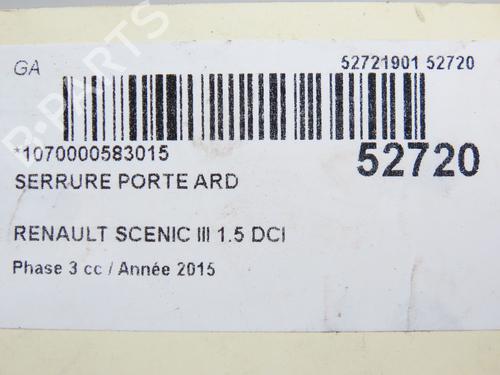 GA
52721901 52720
*1070000583015
52720
SERRURE PORTE ARD
RENAULT SCENIC III 1.5 DCI
Phase 3 cc / Année 2015